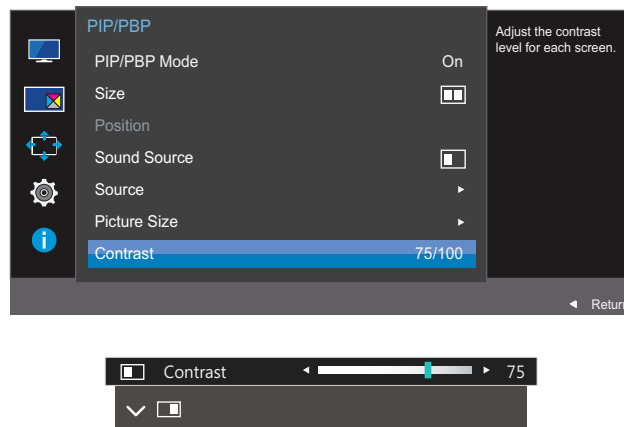 PIP/PBP
Adjust the contrast
level for each screen.
PIP/PBP Mode On
Size
Position
Sound Source
Source
Picture Size
Contrast 75/100
Return
Contrast 75